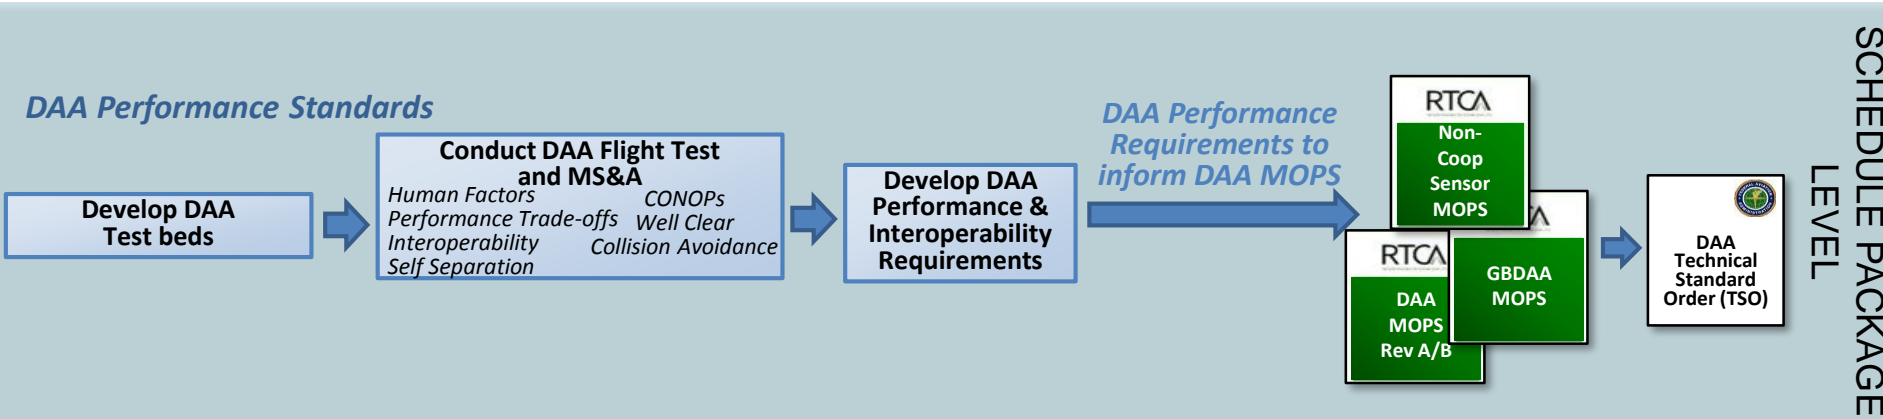 DAA Performance Standards
Develop DAA
Test beds
Conduct DAA Flight Test
and MS&A
Human Factors
Performance Trade-offs
Interoperability
Self Separation
CONOPs
Well Clear
Collision Avoidance
Develop DAA
Performance &
Interoperability
Requirements
DAA Performance
Requirements to
inform DAA MOPS
RTCA
Non-
Coop
Sensor
MOPS
RTCA
DAA
MOPS
Rev A/B
GBDAA
MOPS
DAA
Technical
Standard
Order (TSO)
SCHEDULE PACKAGE
LEVEL